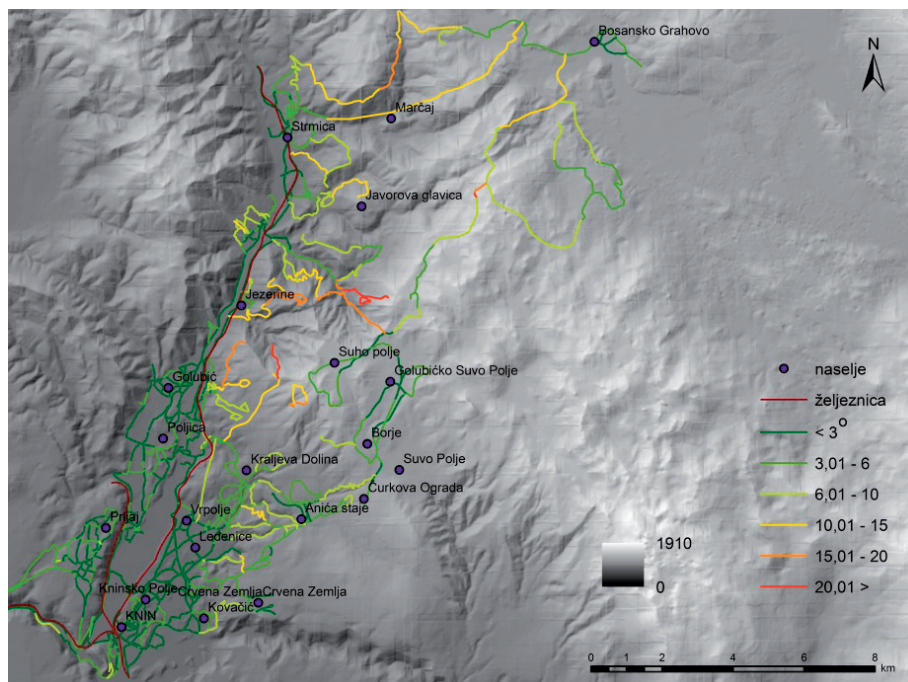 Bosansko Grahovo
N
Marčaj
Strmica
Javorova glavica
Jezerine
Suho polje
Golubićko Suvo Polje
Golubić
Poljica
Borje
Kraljeva Dolina
Suvo Polje
Ćurkova Ograda
Vrpolje
Anića staje
Prljaj
Ledenice
Kninsko Polje
Crvena Zemlja
Crvena Zemlja
Kovačić
KNIN
naselje
željeznica
< 3°
3,01 - 6
6,01 - 10
10,01 - 15
15,01 - 20
20,01 >
1910
0
0 2 4 6 8
km